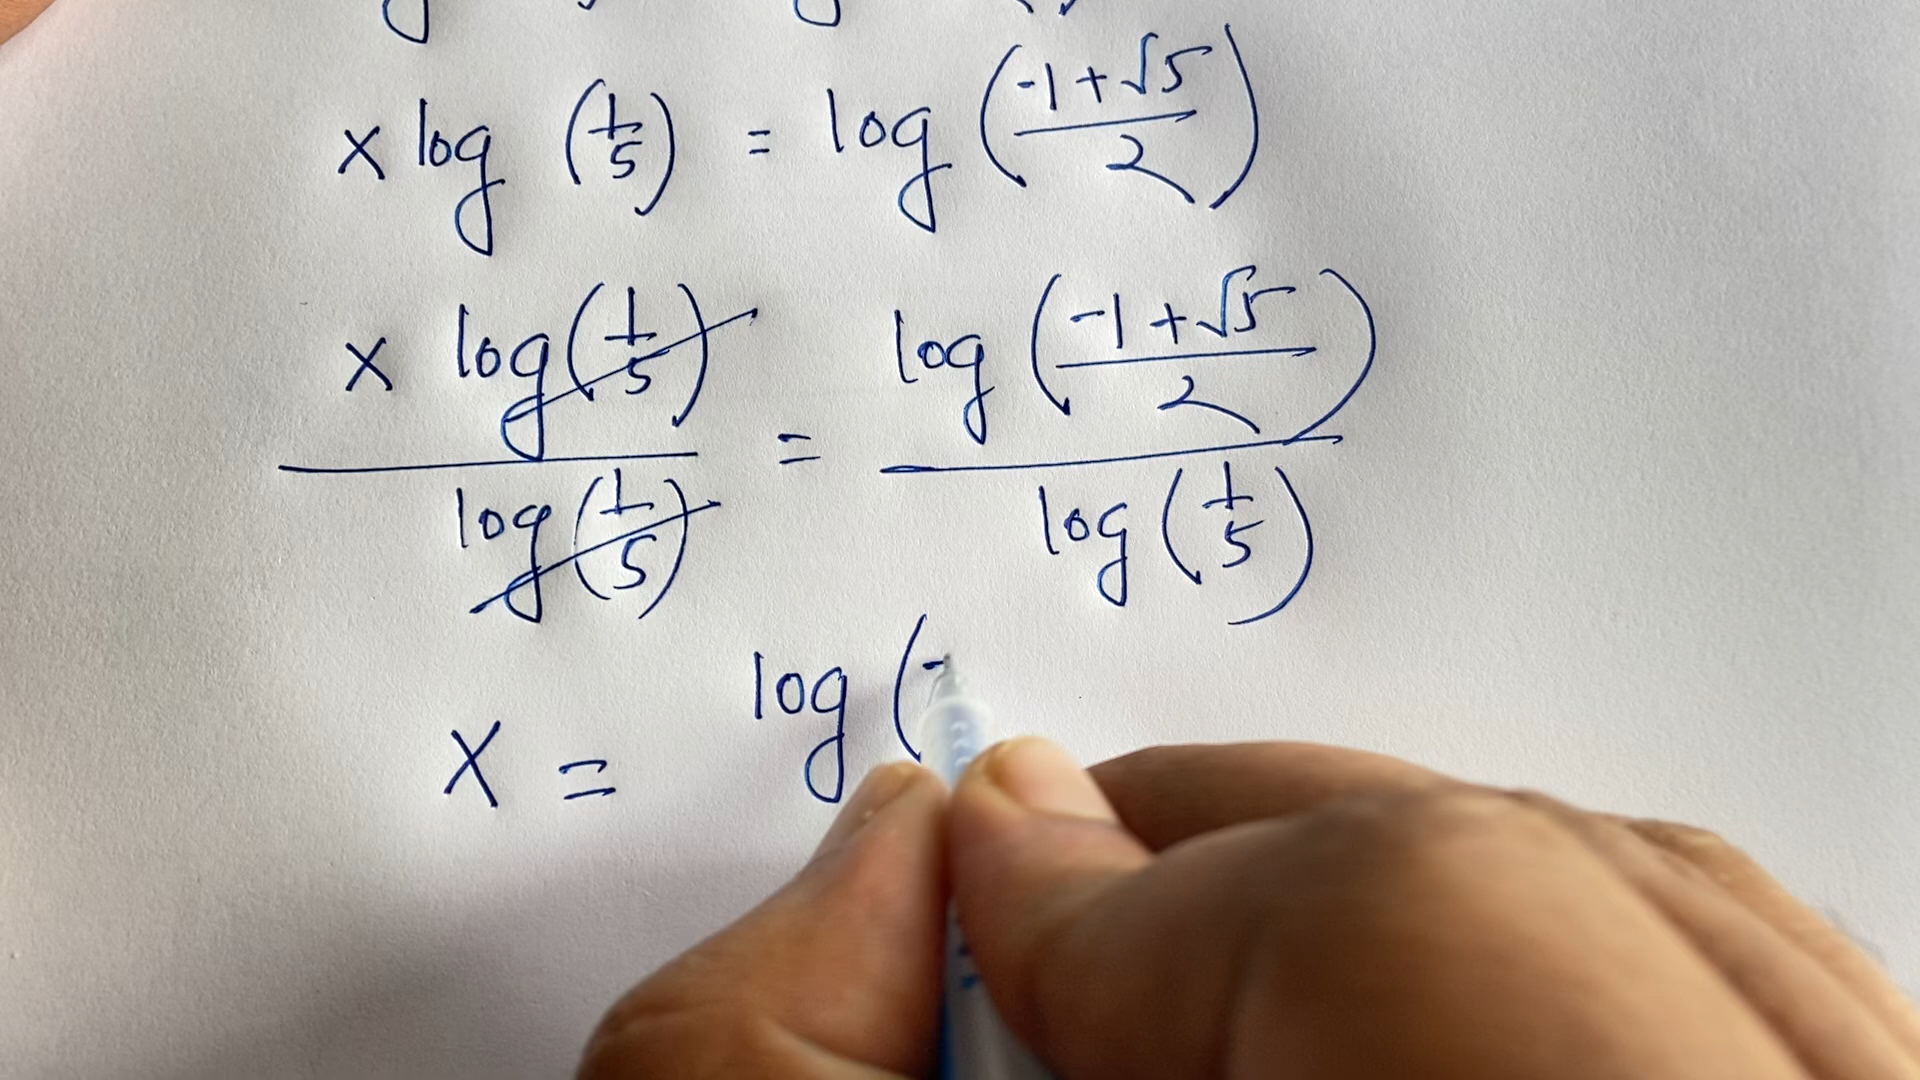 x log (1/5) = log ((-1+√5)/2)
x log(1/5) / log(1/5) = log ((-1+√5)/2) / log (1/5)
x = log (-